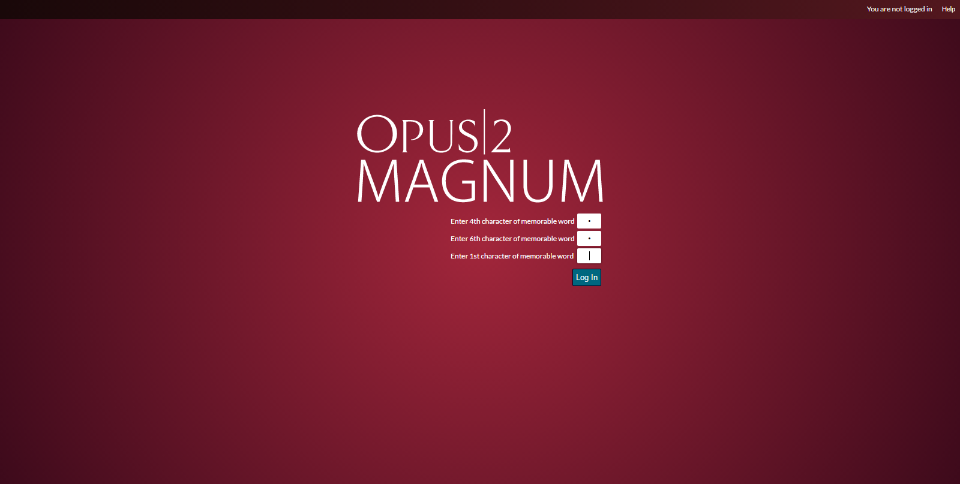 You are not logged in Help
OPUS|2
MAGNUM
Enter 4th character of memorable word
Enter 6th character of memorable word
Enter 1st character of memorable word
Log In